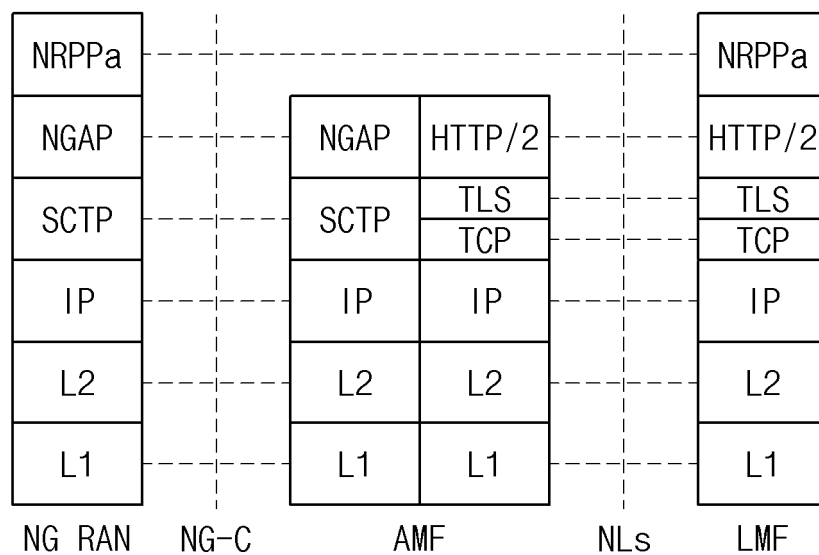 NRPPa NRPPa
NGAP NGAP HTTP/2 HTTP/2
SCTP SCTP TLS TLS
TCP TCP
IP IP IP IP
L2 L2 L2 L2
L1 L1 L1 L1
NG RAN NG-C AMF NLs LMF